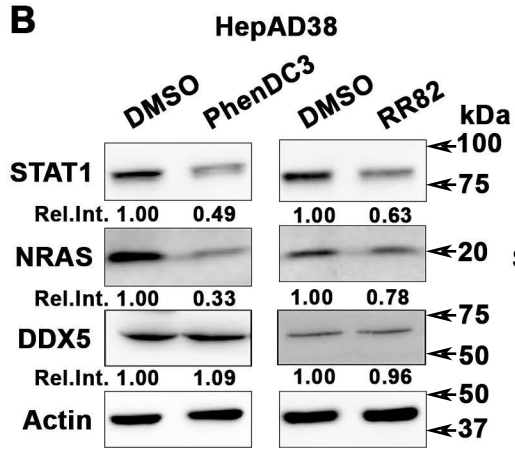 B
HepAD38
DMSO PhenDC3 DMSO RR82 kDa
100
STAT1
75
Rel.Int. 1.00 0.49 1.00 0.63
NRAS 20
Rel.Int. 1.00 0.33 1.00 0.78
75
DDX5
50
Rel.Int. 1.00 1.09 1.00 0.96
50
Actin
37